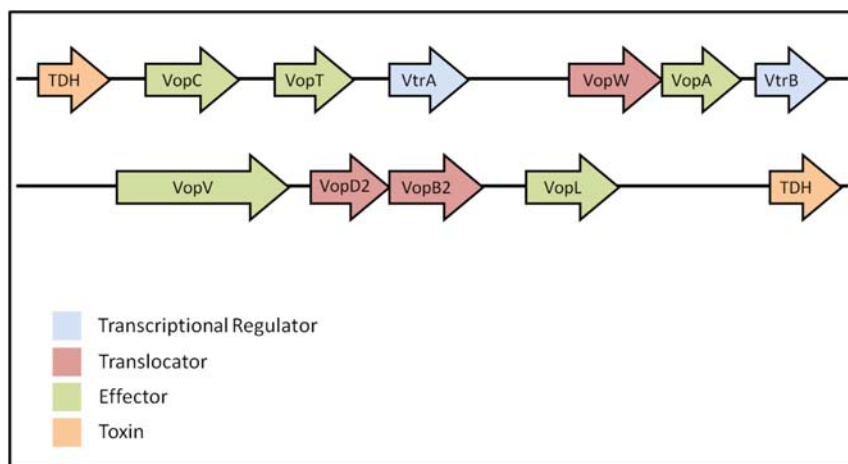 TDH VopC VopT VtrA VopW VopA VtrB
VopV VopD2 VopB2 VopL TDH
Transcriptional Regulator
Translocator
Effector
Toxin